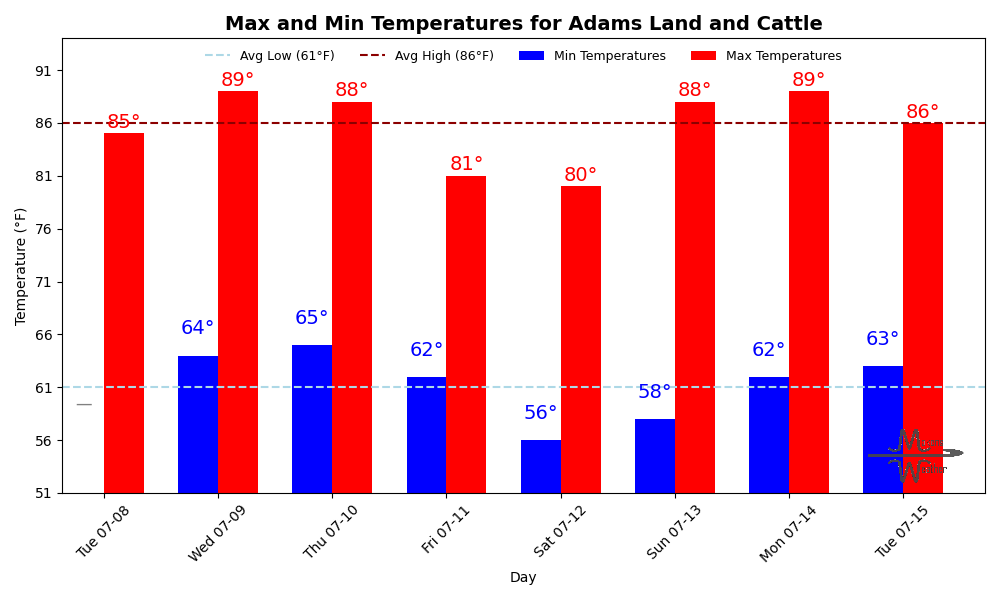 Max and Min Temperatures for Adams Land and Cattle
Avg Low (61°F) Avg High (86°F) Min Temperatures Max Temperatures
Temperature (°F)
91
86
81
76
71
66
61
56
51
85°
89°
88°
81°
80°
88°
89°
86°
—
64°
65°
62°
56°
58°
62°
63°
Tue 07-08
Wed 07-09
Thu 07-10
Fri 07-11
Sat 07-12
Sun 07-13
Mon 07-14
Tue 07-15
Day